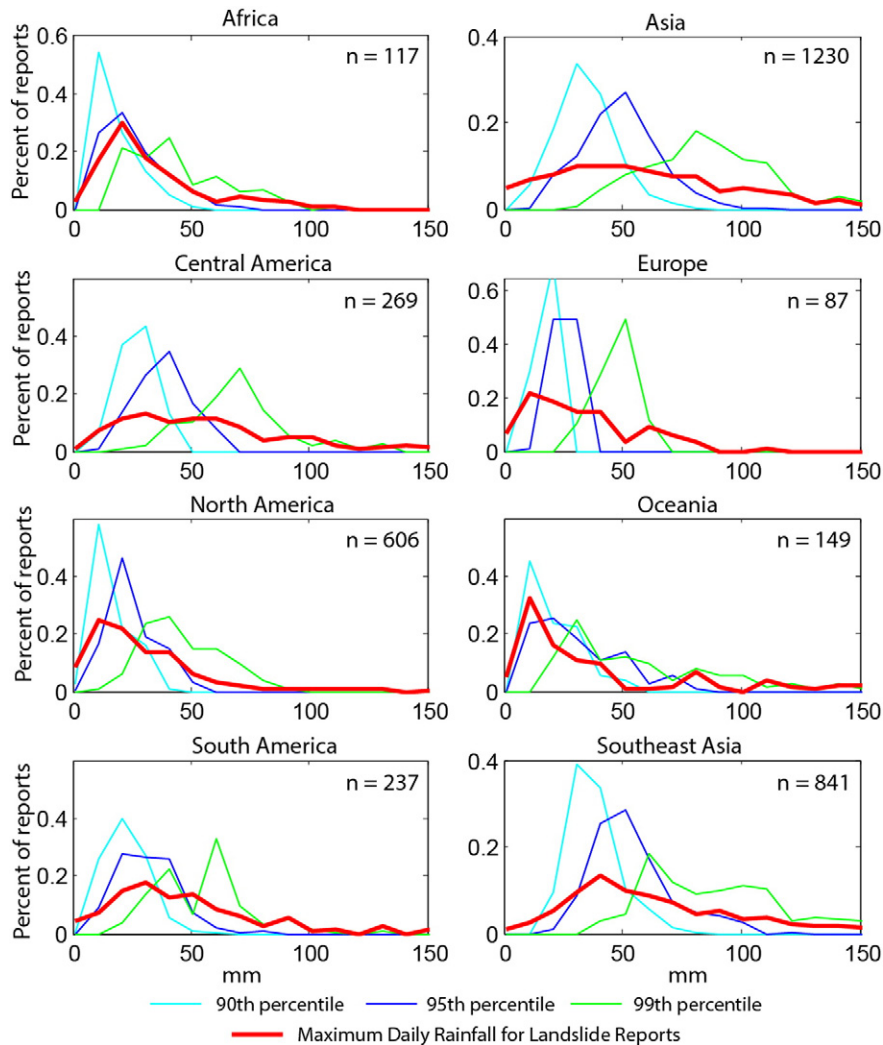 Africa
Percent of reports
0.6
0.4
0.2
0
n = 117
0 50 100 150
Asia
0.4
0.2
0
n = 1230
0 50 100 150
Central America
Percent of reports
0.4
0.2
0
n = 269
0 50 100 150
Europe
0.6
0.4
0.2
0
n = 87
0 50 100 150
North America
Percent of reports
0.4
0.2
0
n = 606
0 50 100 150
Oceania
0.4
0.2
0
n = 149
0 50 100 150
South America
Percent of reports
0.4
0.2
0
n = 237
0 50 100 150
mm
Southeast Asia
0.4
0.2
0
n = 841
0 50 100 150
mm
90th percentile 95th percentile 99th percentile
Maximum Daily Rainfall for Landslide Reports